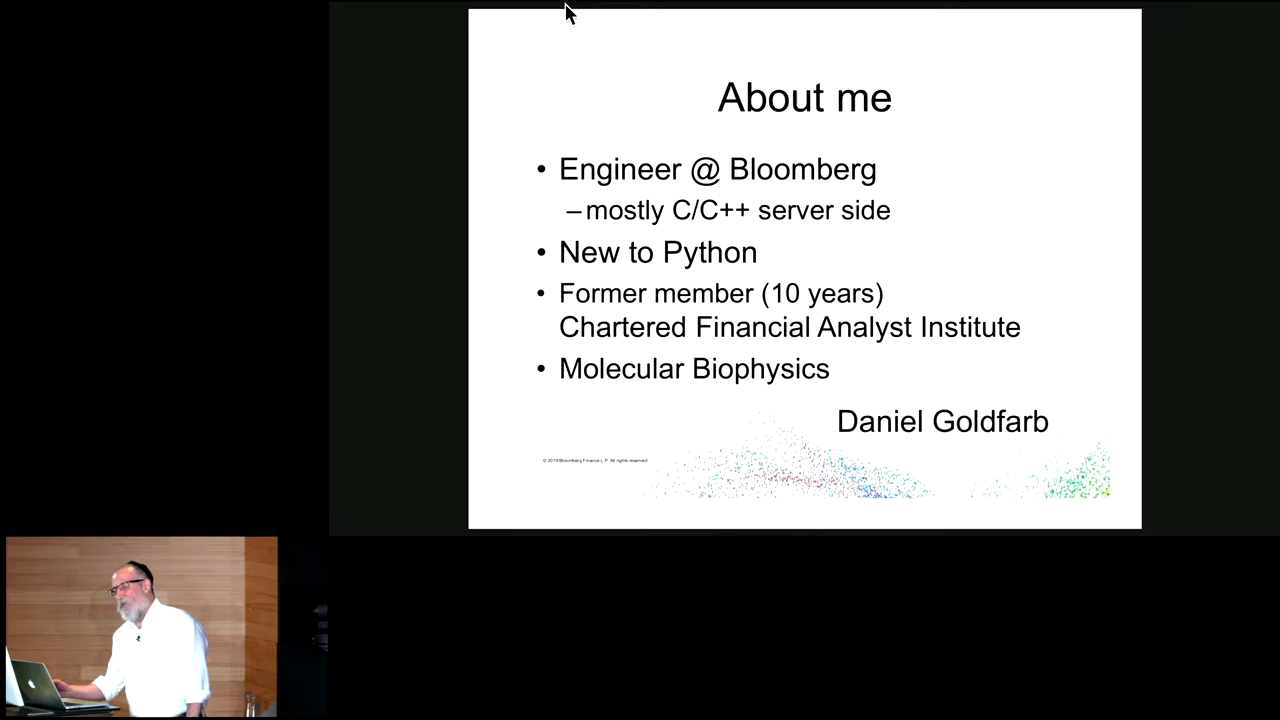 About me
• Engineer @ Bloomberg
– mostly C/C++ server side
• New to Python
• Former member (10 years)
Chartered Financial Analyst Institute
• Molecular Biophysics
Daniel Goldfarb
© 2019 Bloomberg Finance L.P. All rights reserved